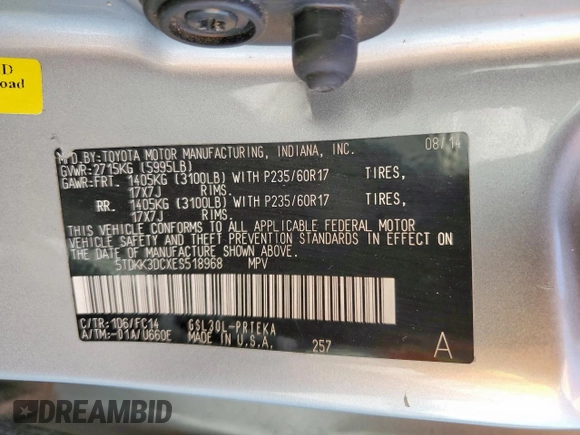 D
oad
MFD.BY:TOYOTA MOTOR MANUFACTURING, INDIANA, INC. 08/14
GVWR:2715KG (5995LB)
GAWR:FRT. 1405KG (3100LB) WITH P235/60R17 TIRES,
17X7J RIMS.
RR. 1405KG (3100LB) WITH P235/60R17 TIRES,
17X7J RIMS.
THIS VEHICLE CONFORMS TO ALL APPLICABLE FEDERAL MOTOR
VEHICLE SAFETY AND THEFT PREVENTION STANDARDS IN EFFECT ON
THE DATE OF MANUFACTURE SHOWN ABOVE.
5TDKK3DCXES518968 MPV
C/TR:1D6/FC14 GSL30L-PRTEKA
A/TM:-01A/U660E MADE IN U.S.A. 257 A
DREAMBID